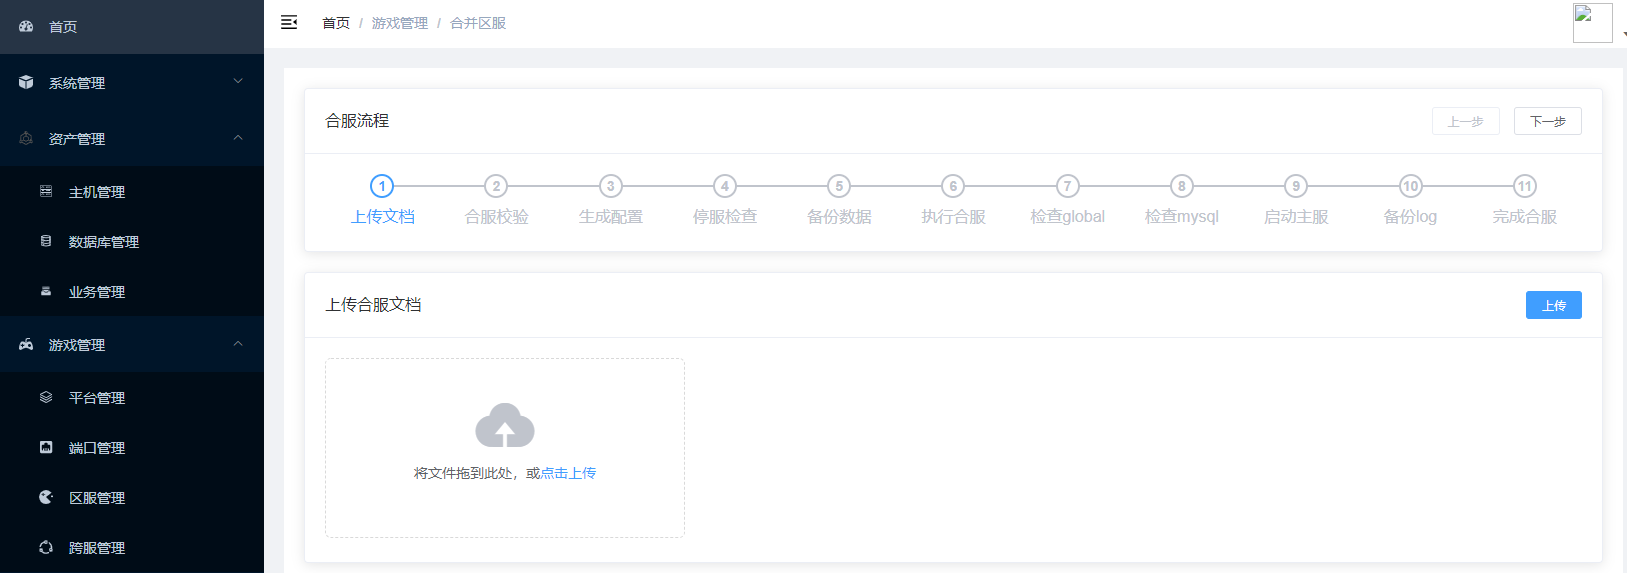 首页
系统管理
资产管理
主机管理
数据库管理
业务管理
游戏管理
平台管理
端口管理
区服管理
跨服管理
首页 / 游戏管理 / 合并区服
合服流程
上一步 下一步
1 2 3 4 5 6 7 8 9 10 11
上传文档 合服校验 生成配置 停服检查 备份数据 执行合服 检查global 检查mysql 启动主服 备份log 完成合服
上传合服文档
上传
将文件拖到此处，或点击上传